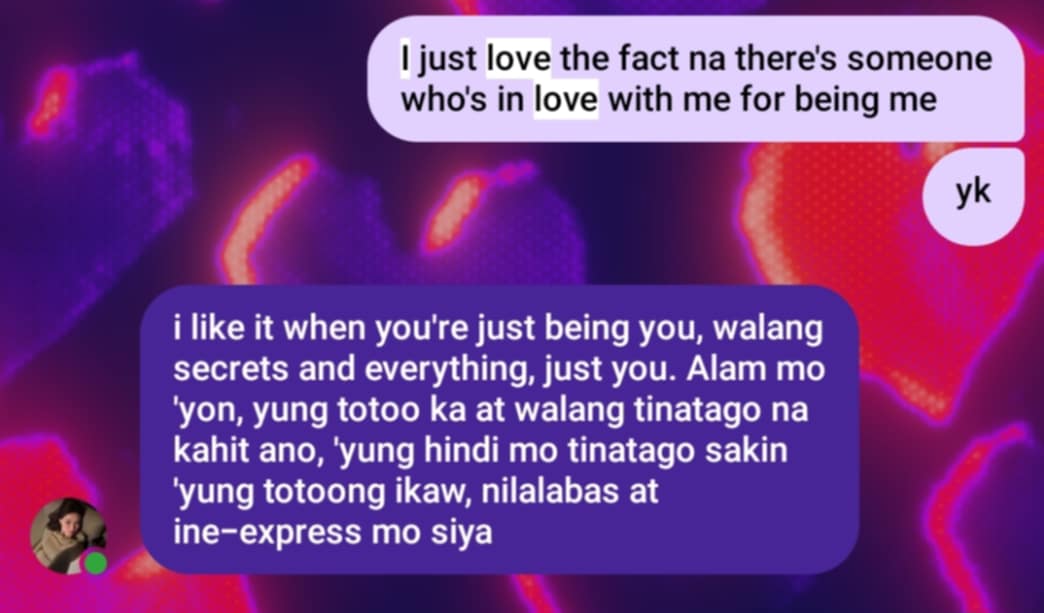 I just love the fact na there's someone
who's in love with me for being me
yk
i like it when you're just being you, walang
secrets and everything, just you. Alam mo
'yon, yung totoo ka at walang tinatago na
kahit ano, 'yung hindi mo tinatago sakin
'yung totoong ikaw, nilalabas at
ine-express mo siya